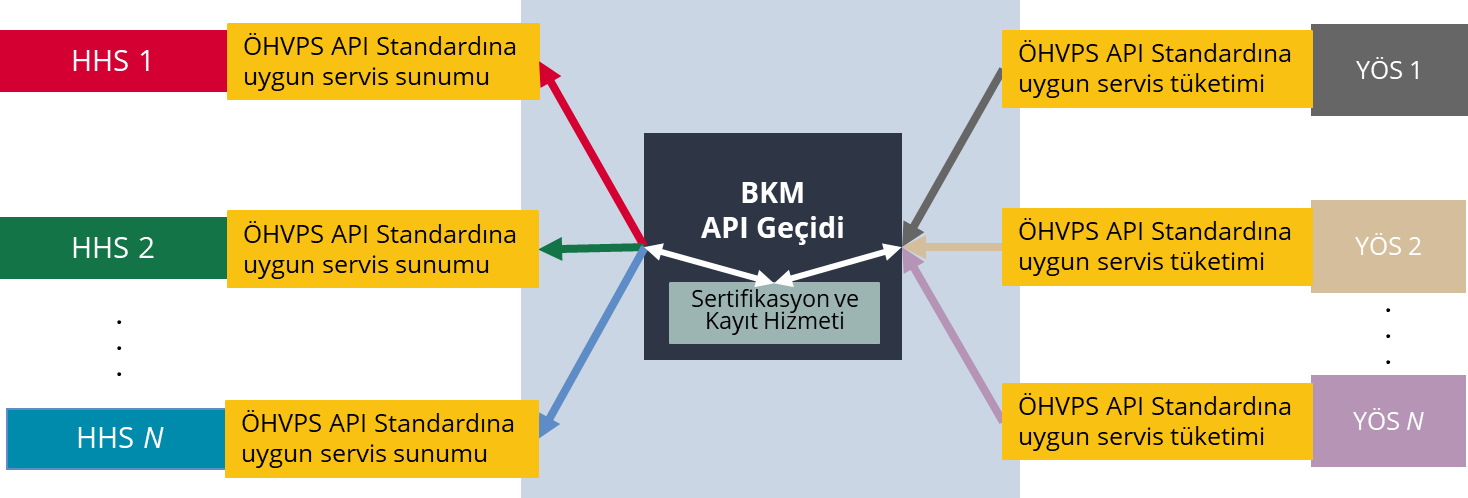 HHS 1
ÖHVPS API Standardına
uygun servis sunumu
HHS 2
ÖHVPS API Standardına
uygun servis sunumu
.
.
.
HHS N
ÖHVPS API Standardına
uygun servis sunumu
BKM
API Geçidi
Sertifikasyon ve
Kayıt Hizmeti
ÖHVPS API Standardına
uygun servis tüketimi
YÖS 1
ÖHVPS API Standardına
uygun servis tüketimi
YÖS 2
.
.
.
ÖHVPS API Standardına
uygun servis tüketimi
YÖS N